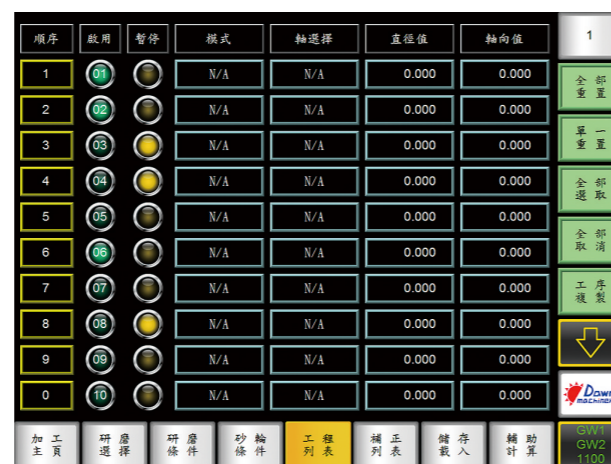 順序 啟用 暫停 模式 軸選擇 直徑值 軸向值 1
1 01 N/A N/A 0.000 0.000
2 02 N/A N/A 0.000 0.000
3 03 N/A N/A 0.000 0.000
4 04 N/A N/A 0.000 0.000
5 05 N/A N/A 0.000 0.000
6 06 N/A N/A 0.000 0.000
7 07 N/A N/A 0.000 0.000
8 08 N/A N/A 0.000 0.000
9 09 N/A N/A 0.000 0.000
0 10 N/A N/A 0.000 0.000
全部
重置
單一
重置
全部
選取
全部
取消
工序
複製
加工
主頁
研磨
選擇
研磨
條件
砂輪
條件
工程
列表
補正
列表
儲存
載入
輔助
計算
GW1
GW2
1100